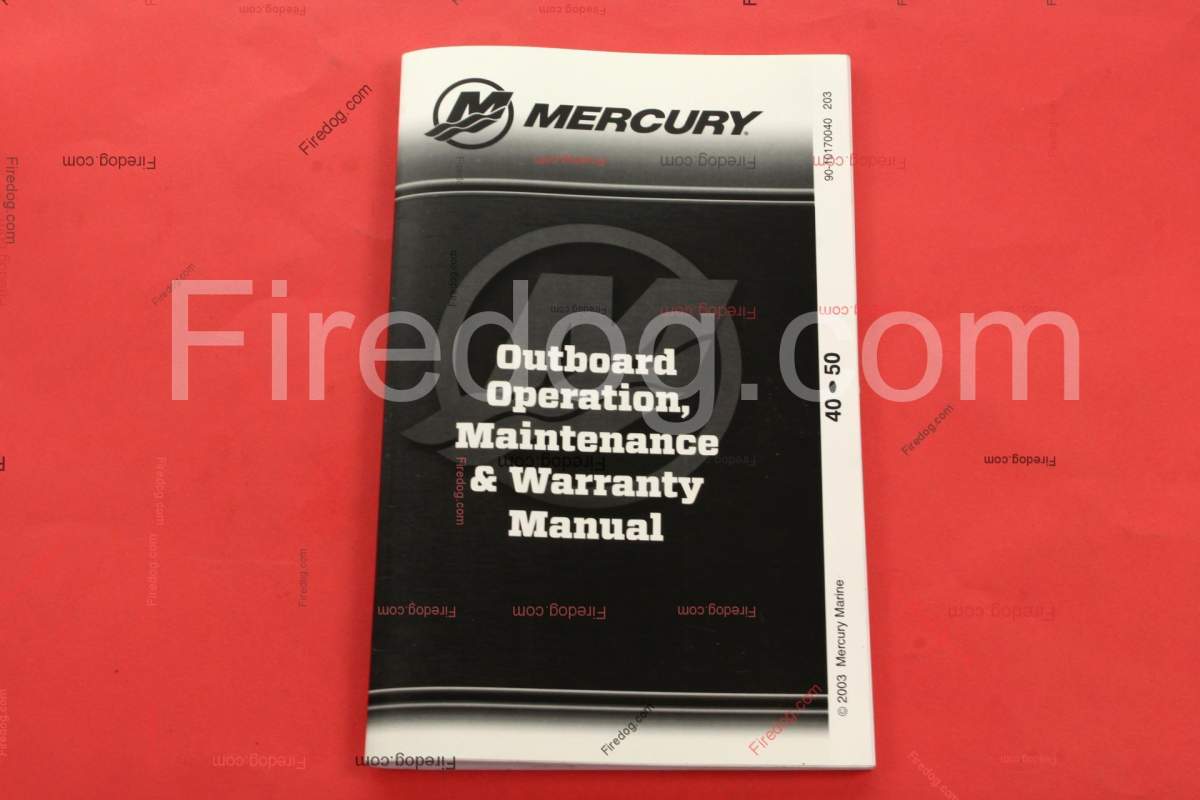 MERCURY
90-10170040 203
Outboard
Operation,
Maintenance
& Warranty
Manual
40 - 50
© 2003 Mercury Marine
Firedog.com